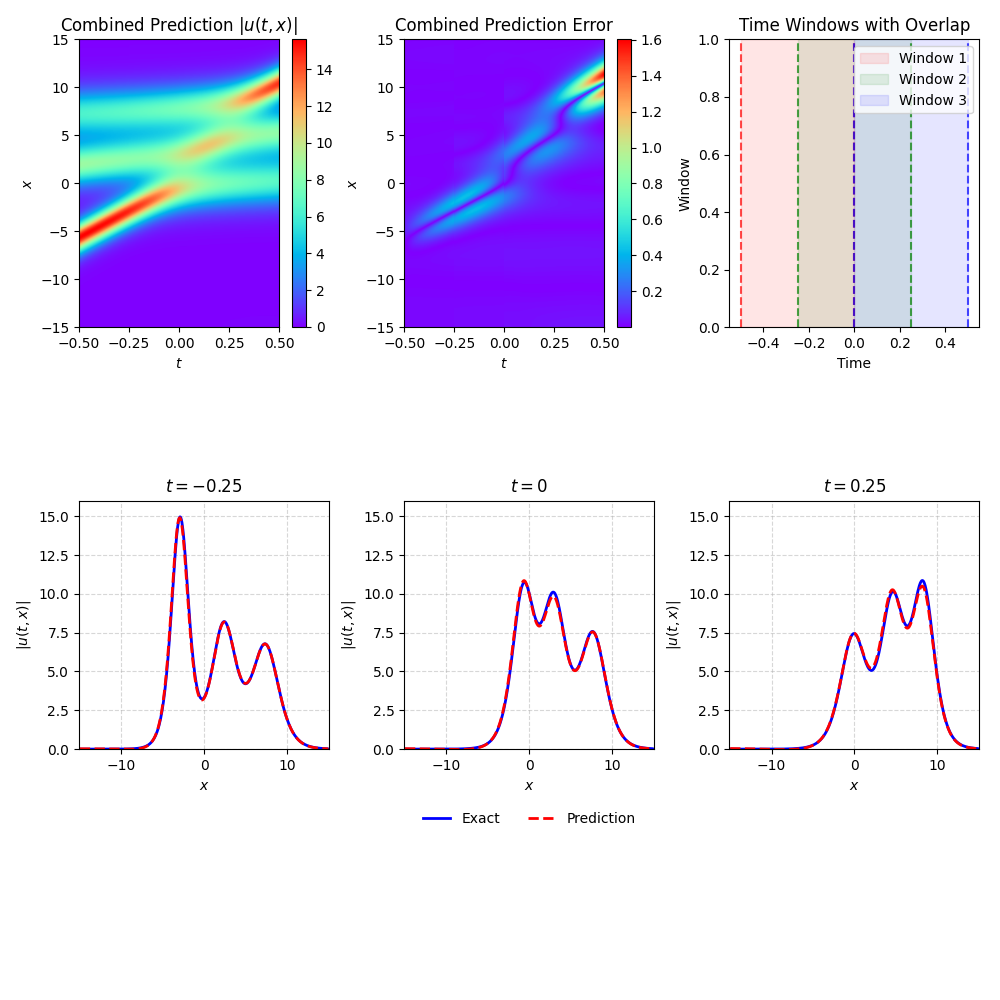 Combined Prediction |u(t, x)|
Combined Prediction Error
Time Windows with Overlap
15
10
5
0
−5
−10
−15
−0.50 −0.25 0.00 0.25 0.50
t
x
14
12
10
8
6
4
2
0
15
10
5
0
−5
−10
−15
−0.50 −0.25 0.00 0.25 0.50
t
x
1.6
1.4
1.2
1.0
0.8
0.6
0.4
0.2
1.0
0.8
0.6
0.4
0.2
0.0
−0.4 −0.2 0.0 0.2 0.4
Time
Window
Window 1
Window 2
Window 3
t = −0.25
15.0
12.5
10.0
7.5
5.0
2.5
0.0
−10 0 10
x
|u(t, x)|
t = 0
15.0
12.5
10.0
7.5
5.0
2.5
0.0
−10 0 10
x
|u(t, x)|
t = 0.25
15.0
12.5
10.0
7.5
5.0
2.5
0.0
−10 0 10
x
|u(t, x)|
Exact Prediction